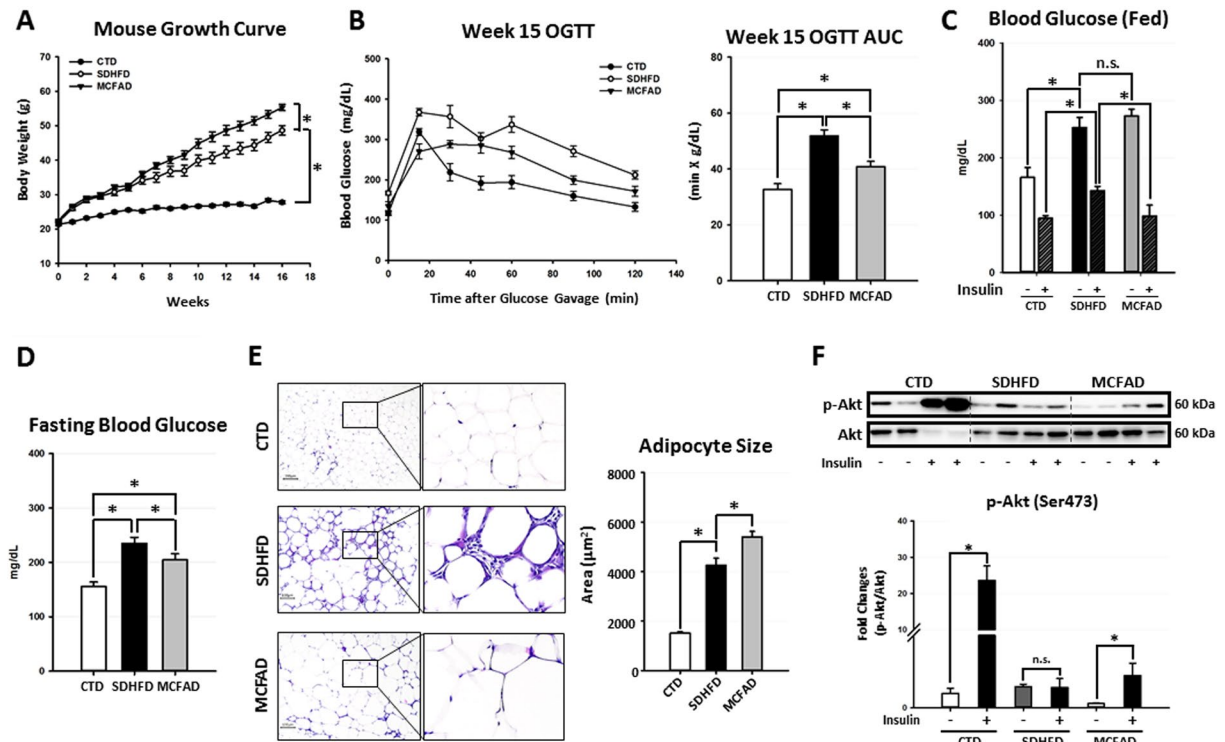 A
Mouse Growth Curve
CTD
SDHFD
MCFAD
Body Weight (g)
70
60
50
40
30
20
10
*
*
0 2 4 6 8 10 12 14 16 18
Weeks
B
Week 15 OGTT
CTD
SDHFD
MCFAD
Blood Glucose (mg/dL)
500
400
300
200
100
0
0 20 40 60 80 100 120 140
Time after Glucose Gavage (min)
Week 15 OGTT AUC
(min X g/dL)
80
60
40
20
0
*
* *
CTD SDHFD MCFAD
C
Blood Glucose (Fed)
mg/dL
400
300
200
100
0
n.s.
* *
*
Insulin - + - + - +
CTD SDHFD MCFAD
D
Fasting Blood Glucose
mg/dL
400
300
200
100
0
*
* *
CTD SDHFD MCFAD
E
CTD
SDHFD
MCFAD
Adipocyte Size
Area (µm²)
8000
6000
4000
2000
0
* *
CTD
SDHFD
MCFAD
F
CTD SDHFD MCFAD
p-Akt 60 kDa
Akt 60 kDa
Insulin - - + + - - + + - - + +
p-Akt (Ser473)
Fold Changes
(p-Akt/Akt)
40
30
20
10
0
*
n.s.
*
Insulin - + - + - +
CTD SDHFD MCFAD